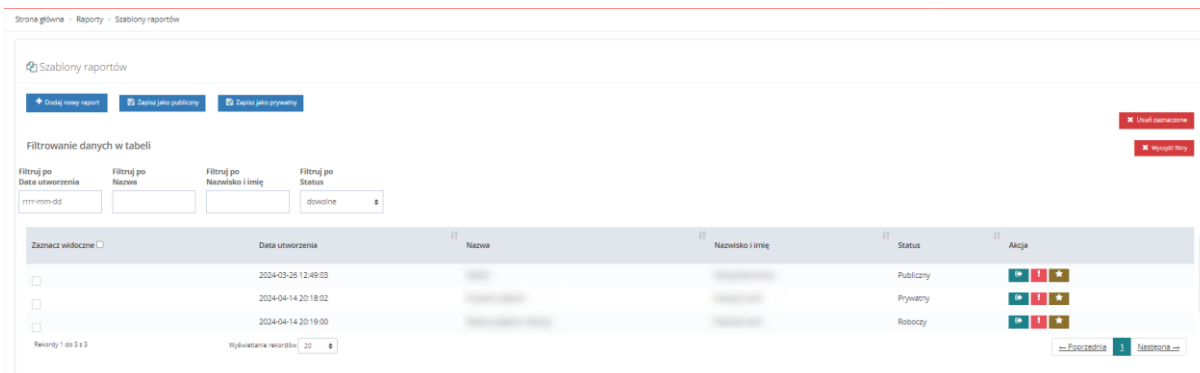 Strona główna - Raporty - Szablony raportów
Szablony raportów
Dodaj nowy raport Zapisz jako publiczny Zapisz jako prywatny
Usuń zaznaczone
Filtrowanie danych w tabeli
Wyczyść filtry
Filtruj po Data utworzenia
Filtruj po Nazwa
Filtruj po Nazwisko i imię
Filtruj po Status
rrrr-mm-dd
dowolne
Zaznacz widoczne Data utworzenia Nazwa Nazwisko i imię Status Akcja
2024-03-26 12:49:03 Publiczny
2024-04-14 20:18:02 Prywatny
2024-04-14 20:19:00 Roboczy
Rekordy 1 do 3 z 3 Wyświetlanie rekordów 20 ← Poprzednia 1 Następna →